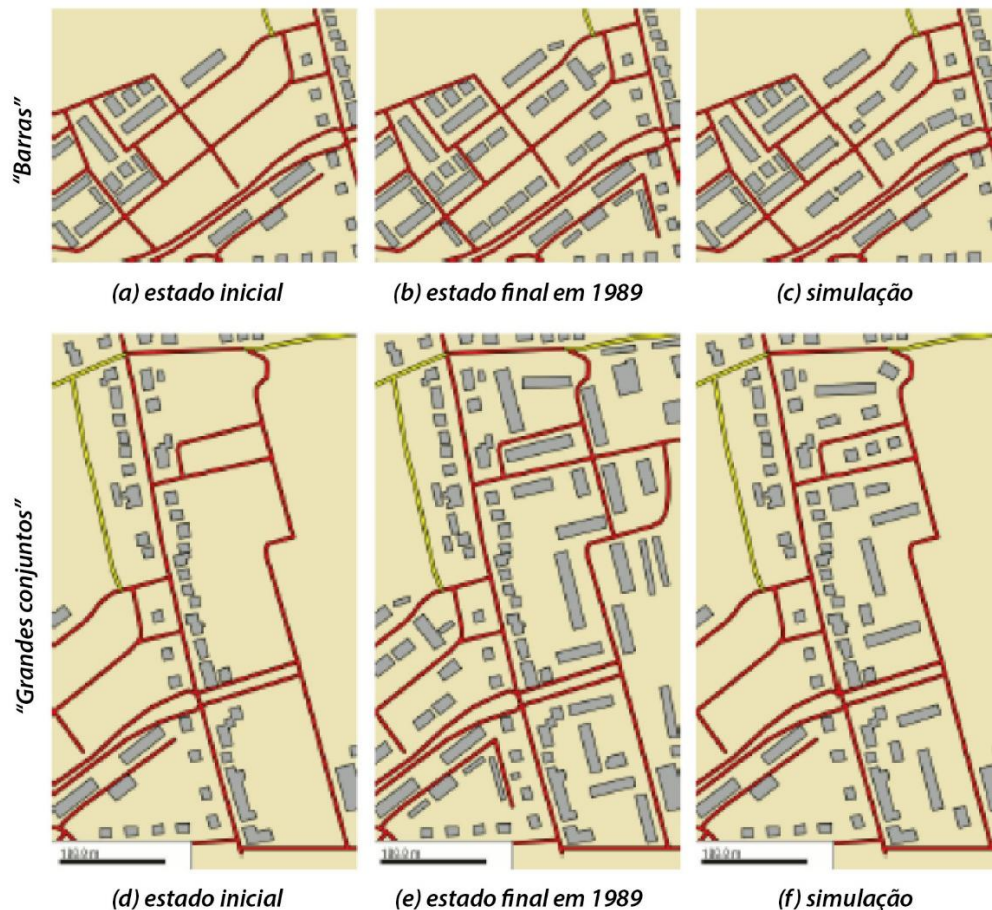 "Barras"
(a) estado inicial
(b) estado final em 1989
(c) simulação
"Grandes conjuntos"
(d) estado inicial
(e) estado final em 1989
(f) simulação